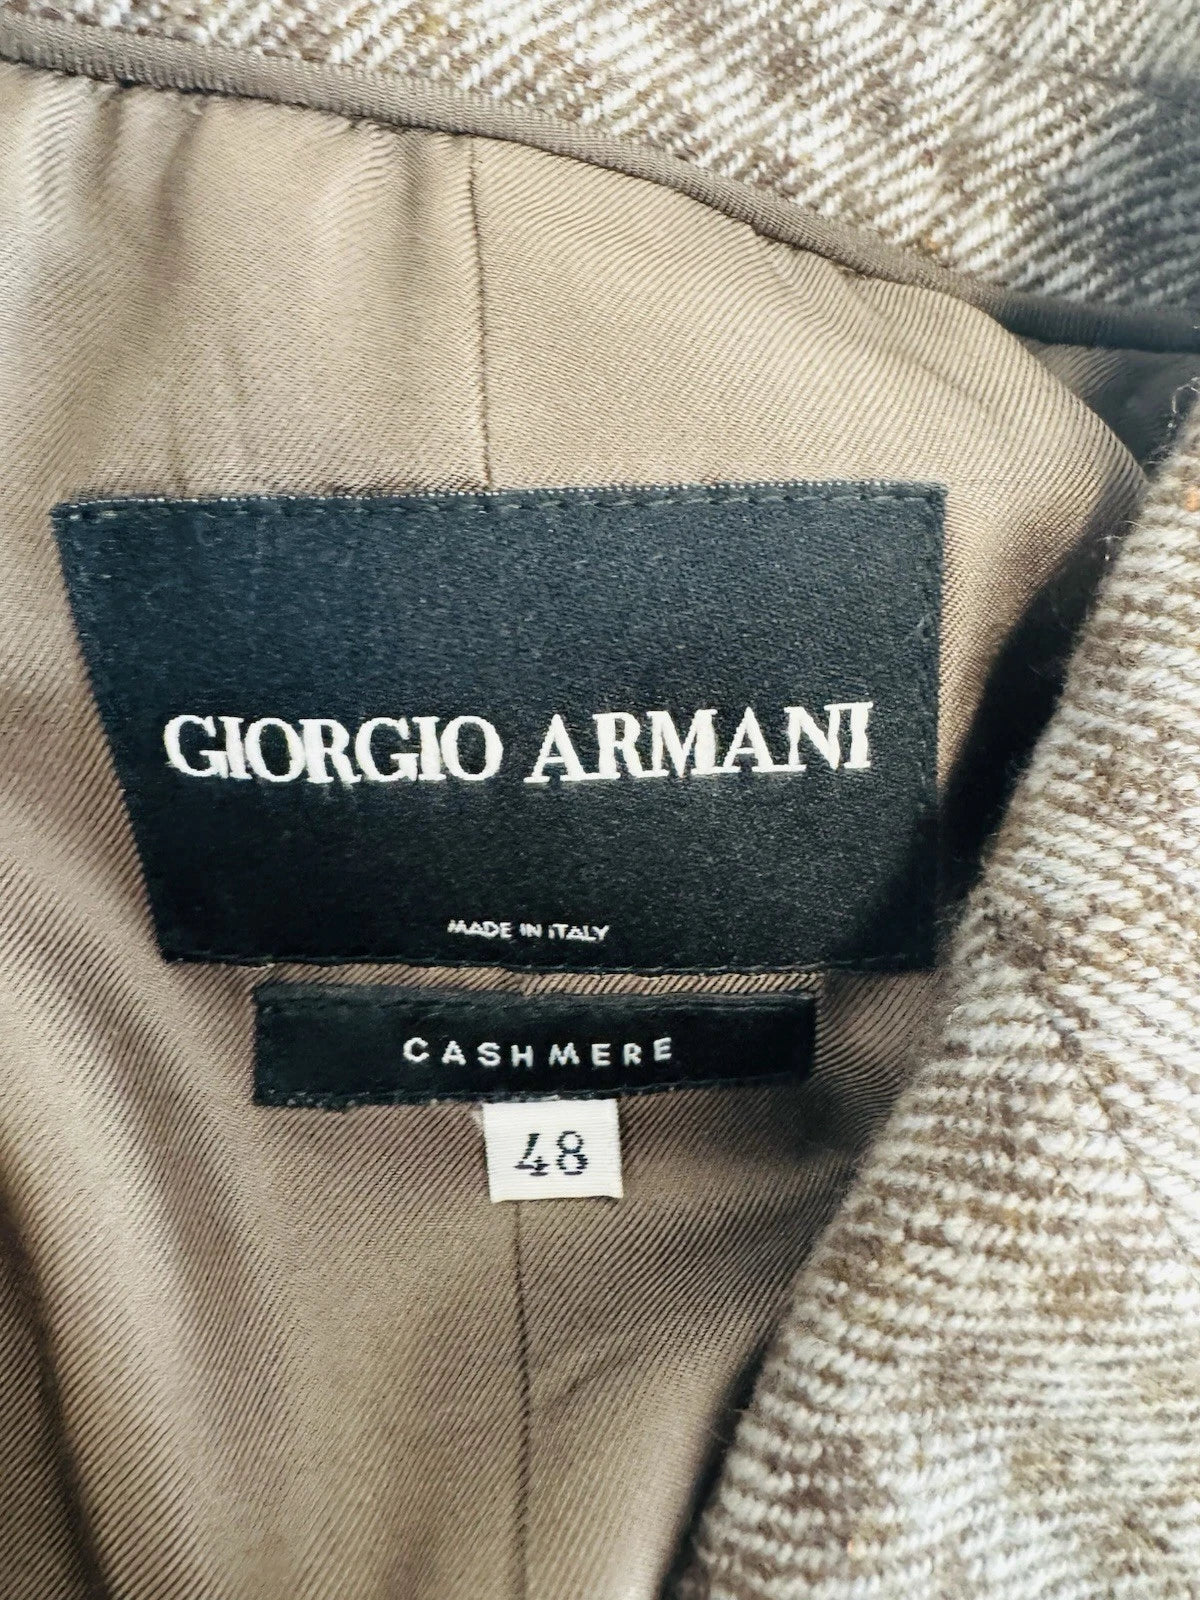 GIORGIO ARMANI
MADE IN ITALY
CASHMERE
48